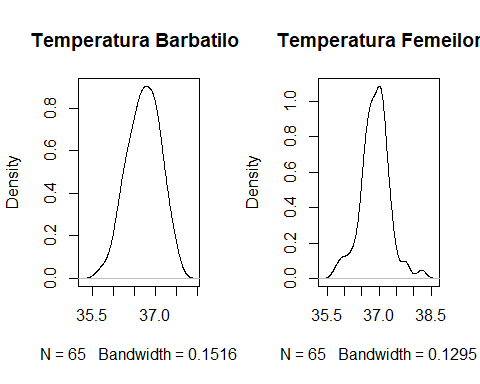 Temperatura Barbatilo
Density
0.0 0.2 0.4 0.6 0.8
35.5 37.0
N = 65 Bandwidth = 0.1516
Temperatura Femeilor
Density
0.0 0.2 0.4 0.6 0.8 1.0
35.5 37.0 38.5
N = 65 Bandwidth = 0.1295